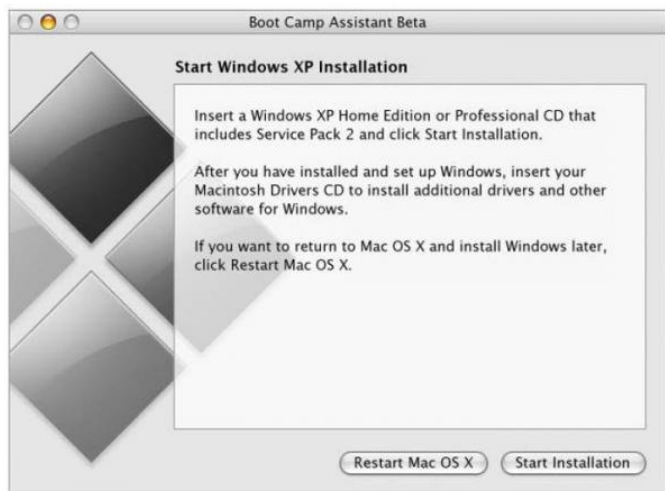 Boot Camp Assistant Beta
Start Windows XP Installation
Insert a Windows XP Home Edition or Professional CD that
includes Service Pack 2 and click Start Installation.
After you have installed and set up Windows, insert your
Macintosh Drivers CD to install additional drivers and other
software for Windows.
If you want to return to Mac OS X and install Windows later,
click Restart Mac OS X.
Restart Mac OS X
Start Installation